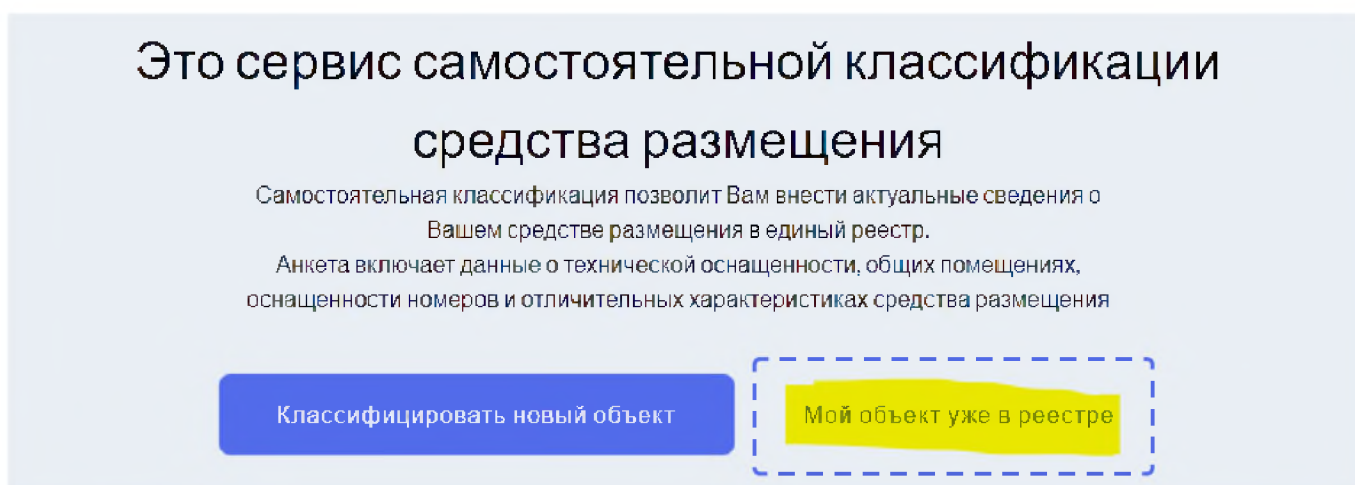 Это сервис самостоятельной классификации
средства размещения
Самостоятельная классификация позволит Вам внести актуальные сведения о
Вашем средстве размещения в единый реестр.
Анкета включает данные о технической оснащенности, общих помещениях,
оснащенности номеров и отличительных характеристиках средства размещения
Классифицировать новый объект
Мой объект уже в реестре